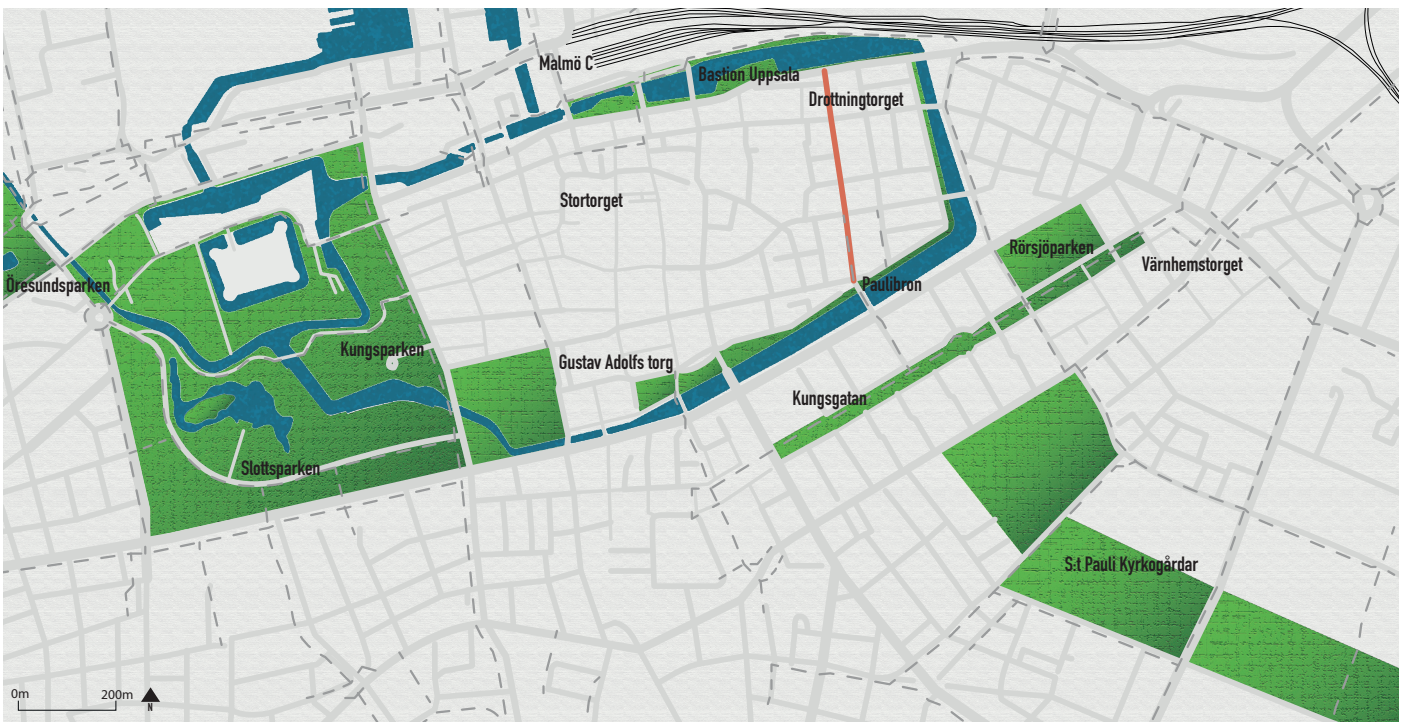 Malmö C
Bastion Uppsala
Drottningtorget
Stortorget
Rörsjöparken
Värnhemstorget
Öresundsparken
Paulibron
Kungsparken
Gustav Adolfs torg
Kungsgatan
Slottsparken
S:t Pauli Kyrkogårdar
0m 200m
N